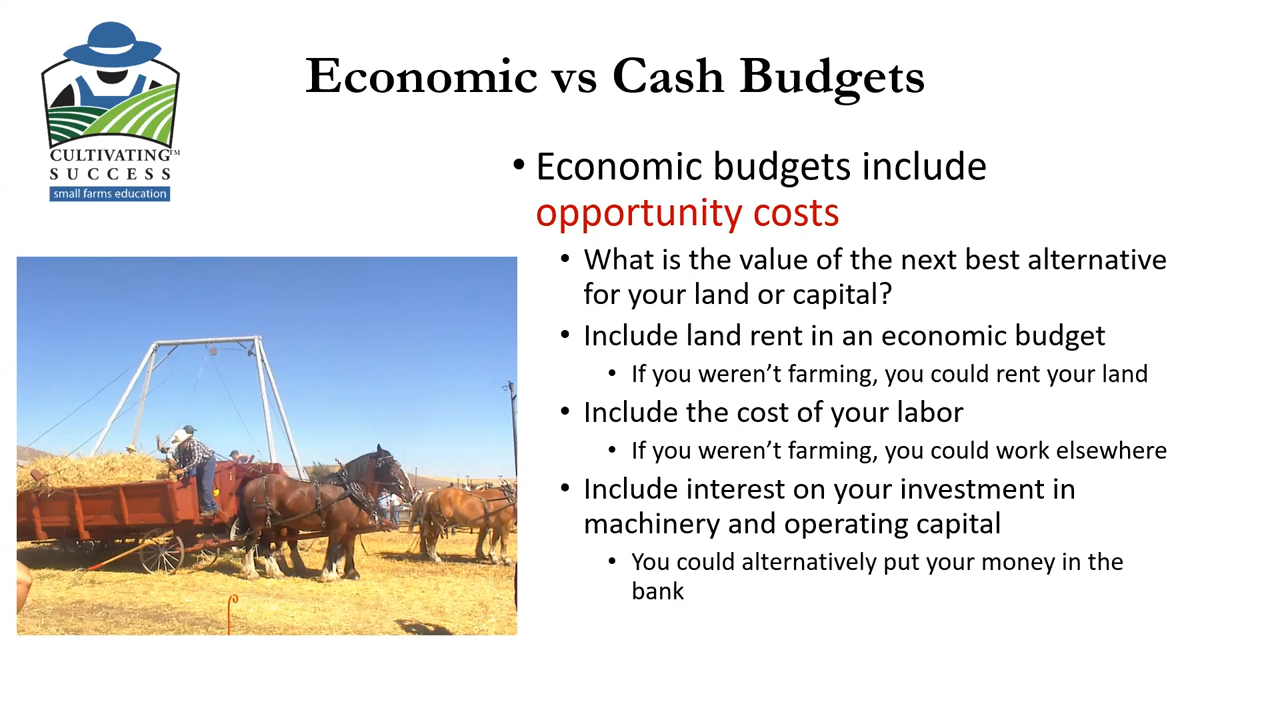 Economic vs Cash Budgets
CULTIVATING™
SUCCESS
small farms education
• Economic budgets include
opportunity costs
• What is the value of the next best alternative
for your land or capital?
• Include land rent in an economic budget
• If you weren’t farming, you could rent your land
• Include the cost of your labor
• If you weren’t farming, you could work elsewhere
• Include interest on your investment in
machinery and operating capital
• You could alternatively put your money in the
bank